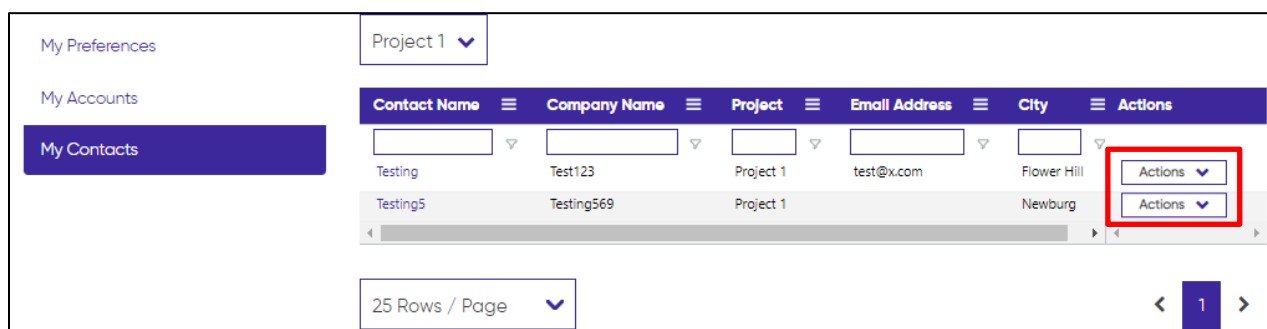 My Preferences
Project 1
My Accounts
Contact Name Company Name Project Email Address City Actions
My Contacts
Testing Test123 Project 1 test@x.com Flower Hill Actions
Testing5 Testing569 Project 1 Newburg Actions
25 Rows / Page 1